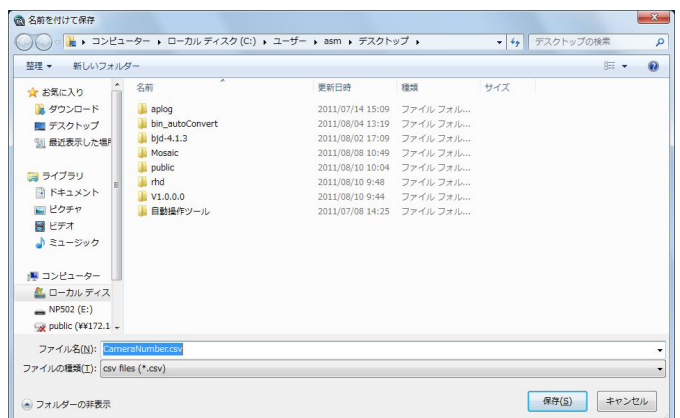 名前を付けて保存
コンピューター ローカル ディスク (C:) ユーザー asm デスクトップ デスクトップの検索
整理 新しいフォルダー
名前 更新日時 種類 サイズ
お気に入り
ダウンロード
デスクトップ
最近表示した場所
ライブラリ
ドキュメント
ピクチャ
ビデオ
ミュージック
コンピューター
ローカル ディス
NP502 (E:)
public (¥¥172.1
aplog 2011/07/14 15:09 ファイル フォル...
bin_autoConvert 2011/08/04 13:19 ファイル フォル...
bjd-4.1.3 2011/08/02 17:09 ファイル フォル...
Mosaic 2011/08/08 10:49 ファイル フォル...
public 2011/08/10 10:04 ファイル フォル...
rhd 2011/08/10 9:48 ファイル フォル...
V1.0.0.0 2011/08/10 9:44 ファイル フォル...
自動操作ツール 2011/07/08 14:25 ファイル フォル...
ファイル名(N): CameraNumber.csv
ファイルの種類(T): csv files (*.csv)
フォルダーの非表示 保存(S) キャンセル